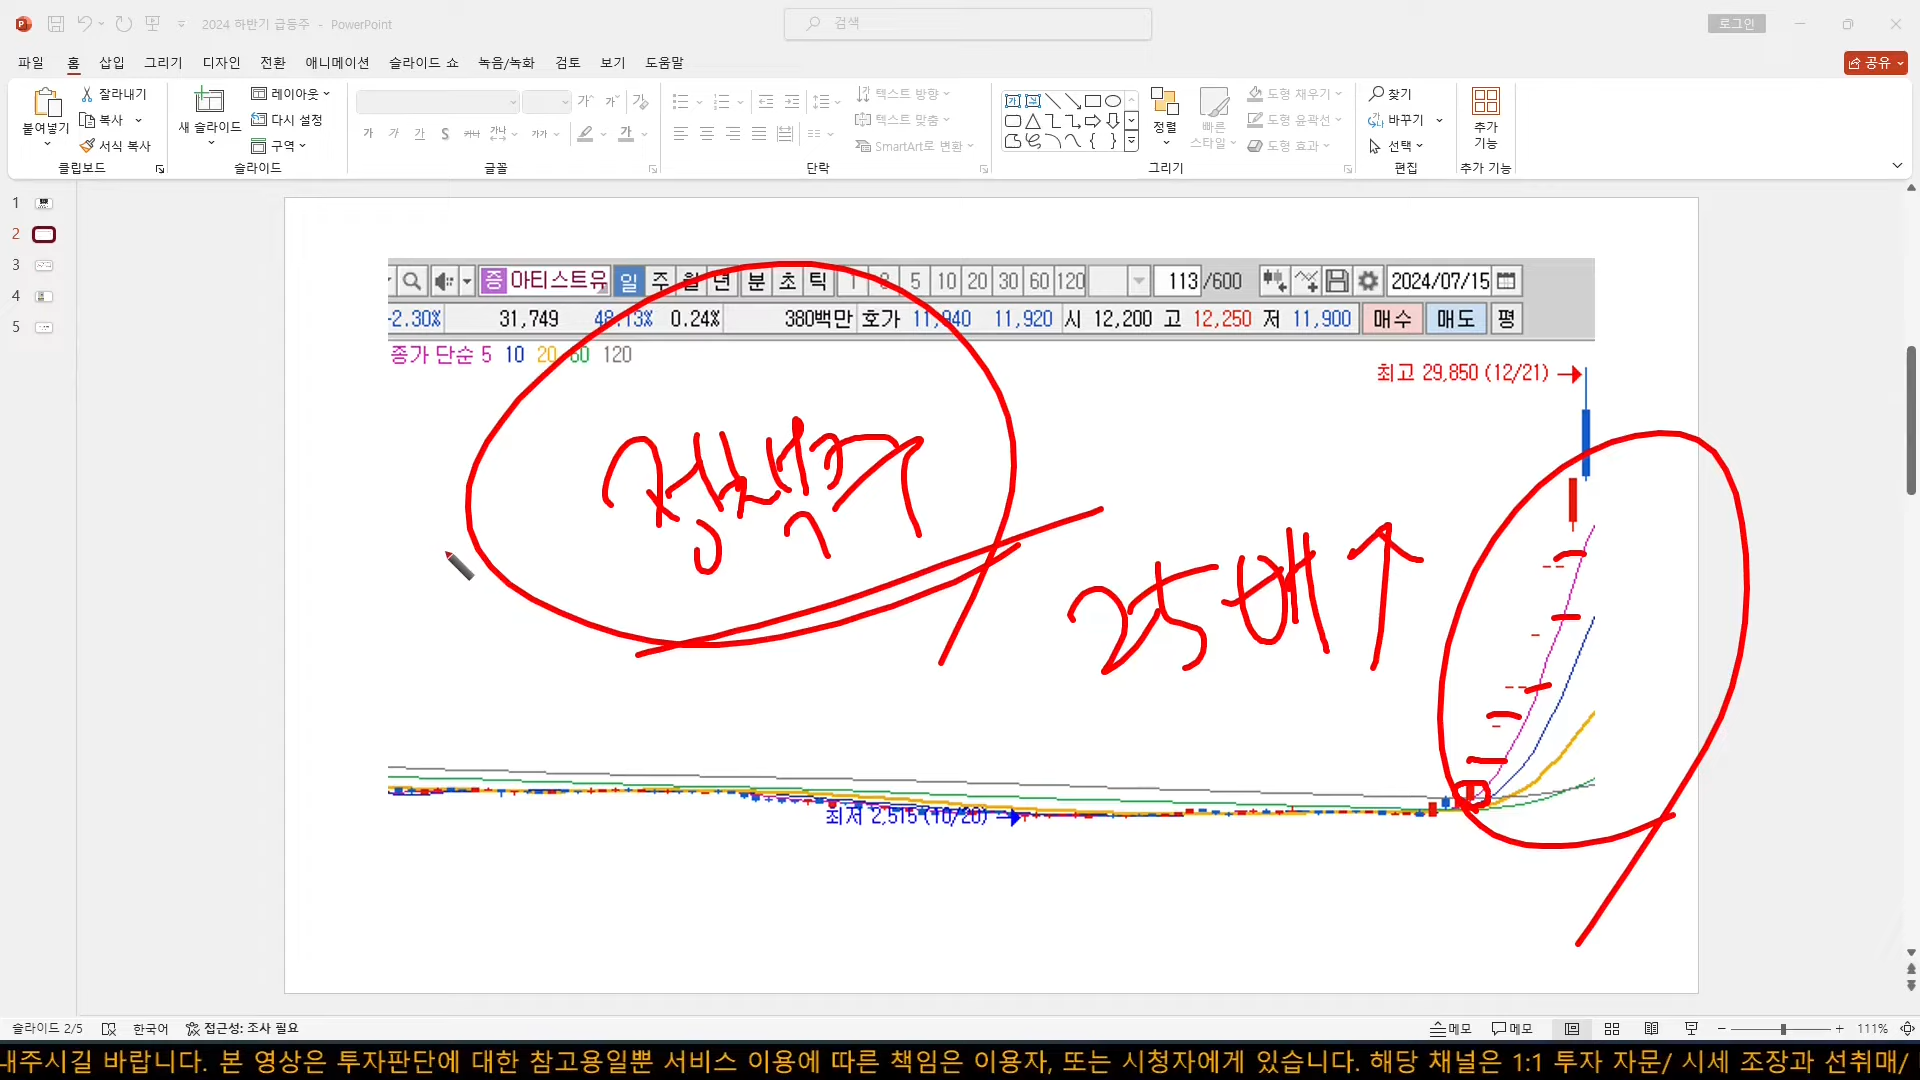 2024 하반기 급등주 - PowerPoint
검색
로그인
파일 홈 삽입 그리기 디자인 전환 애니메이션 슬라이드 쇼 녹음/녹화 검토 보기 도움말
공유
붙여넣기
잘라내기
복사
서식 복사
클립보드
새 슬라이드
레이아웃
다시 설정
구역
슬라이드
글꼴
텍스트 방향
텍스트 맞춤
SmartArt로 변환
단락
정렬
빠른 스타일
도형 채우기
도형 윤곽선
도형 효과
그리기
찾기
바꾸기
선택
편집
추가 기능
추가 기능
1
2
3
4
5
증 아티스트유 일 주 월 년 분 초 틱 1 3 5 10 20 30 60 120 113 /600 2024/07/15
-2.30% 31,749 48.13% 0.24% 380백만 호가 11,940 11,920 시 12,200 고 12,250 저 11,900 매수 매도 평
종가 단순 5 10 20 60 120
최고 29,850 (12/21)
25배↑
최저 2,515 (10/20)
슬라이드 2/5 한국어 접근성: 조사 필요 메모 메모 111%
내주시길 바랍니다. 본 영상은 투자판단에 대한 참고용일뿐 서비스 이용에 따른 책임은 이용자, 또는 시청자에게 있습니다. 해당 채널은 1:1 투자 자문/ 시세 조장과 선취매/